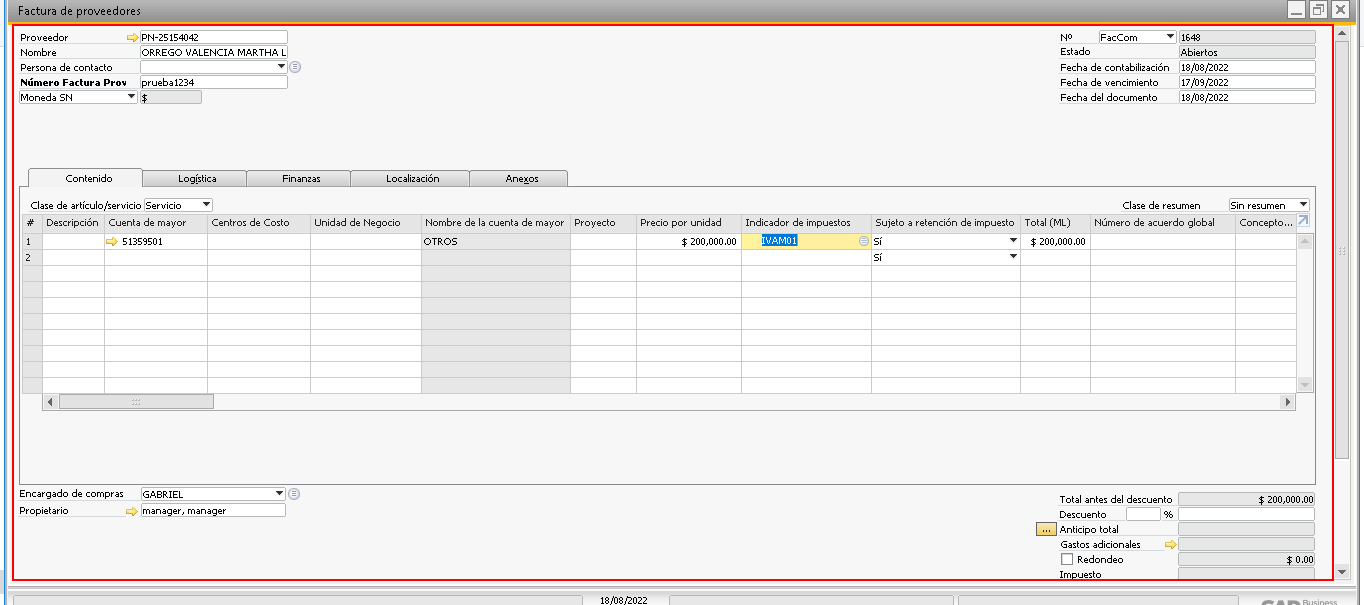 Factura de proveedores
Proveedor PN-25154042
Nombre ORREGO VALENCIA MARTHA L
Persona de contacto
Número Factura Prov prueba1234
Moneda SN $
Nº FacCom 1648
Estado Abiertos
Fecha de contabilización 18/08/2022
Fecha de vencimiento 17/09/2022
Fecha del documento 18/08/2022
Contenido Logística Finanzas Localización Anexos
Clase de artículo/servicio Servicio Clase de resumen Sin resumen
# Descripción Cuenta de mayor Centros de Costo Unidad de Negocio Nombre de la cuenta de mayor Proyecto Precio por unidad Indicador de impuestos Sujeto a retención de impuesto Total (ML) Número de acuerdo global Concepto...
1 51359501 OTROS $ 200,000.00 IVAM01 Sí $ 200,000.00
2 Sí
Encargado de compras GABRIEL
Propietario manager, manager
Total antes del descuento $ 200,000.00
Descuento %
... Anticipo total
Gastos adicionales
Redondeo $ 0.00
Impuesto
18/08/2022
SAP Business